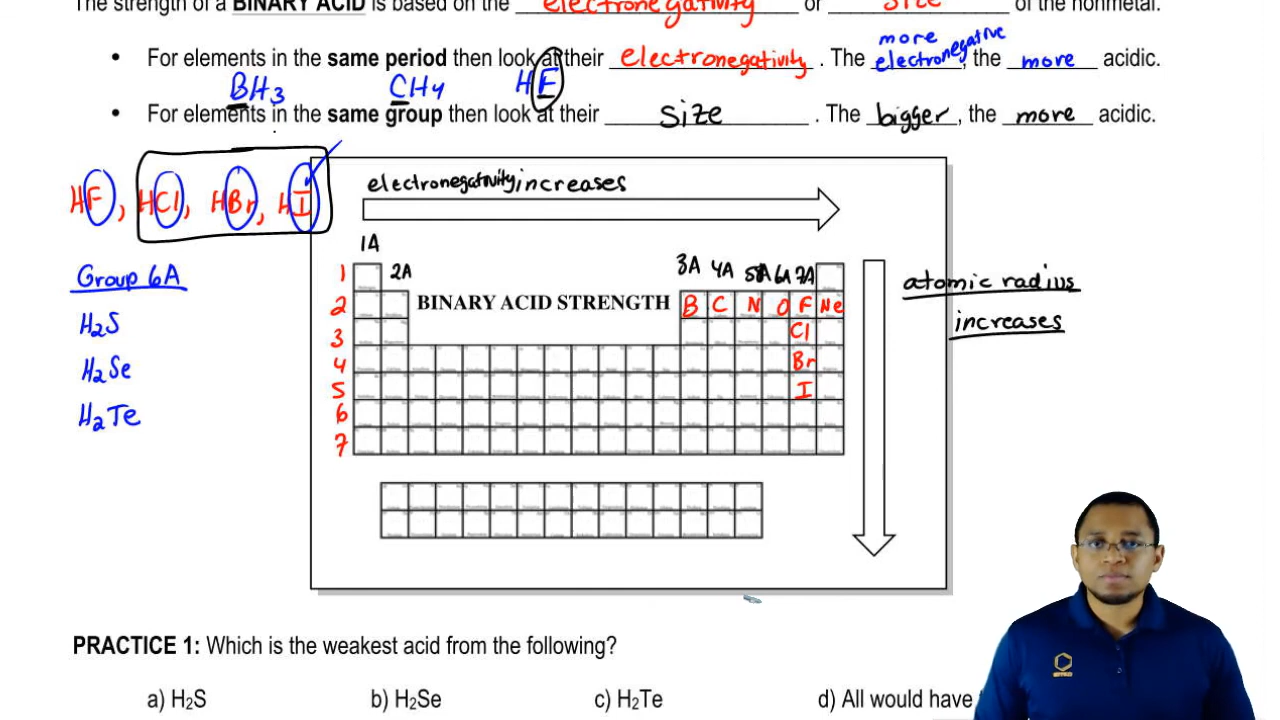 The strength of a BINARY ACID is based on the electronegativity or size of the nonmetal.
• For elements in the same period then look at their electronegativity. The more electronegative, the more acidic.
BH3 CH4 HF
• For elements in the same group then look at their size. The bigger, the more acidic.
HF, HCl, HBr, HI
electronegativity increases
Group 6A
H2S
H2Se
H2Te
1A
2A 3A 4A 5A 6A 7A
1
2 BINARY ACID STRENGTH B C N O F Ne
3 Cl
4 Br
5 I
6
7
atomic radius
increases
PRACTICE 1: Which is the weakest acid from the following?
a) H2S b) H2Se c) H2Te d) All would have